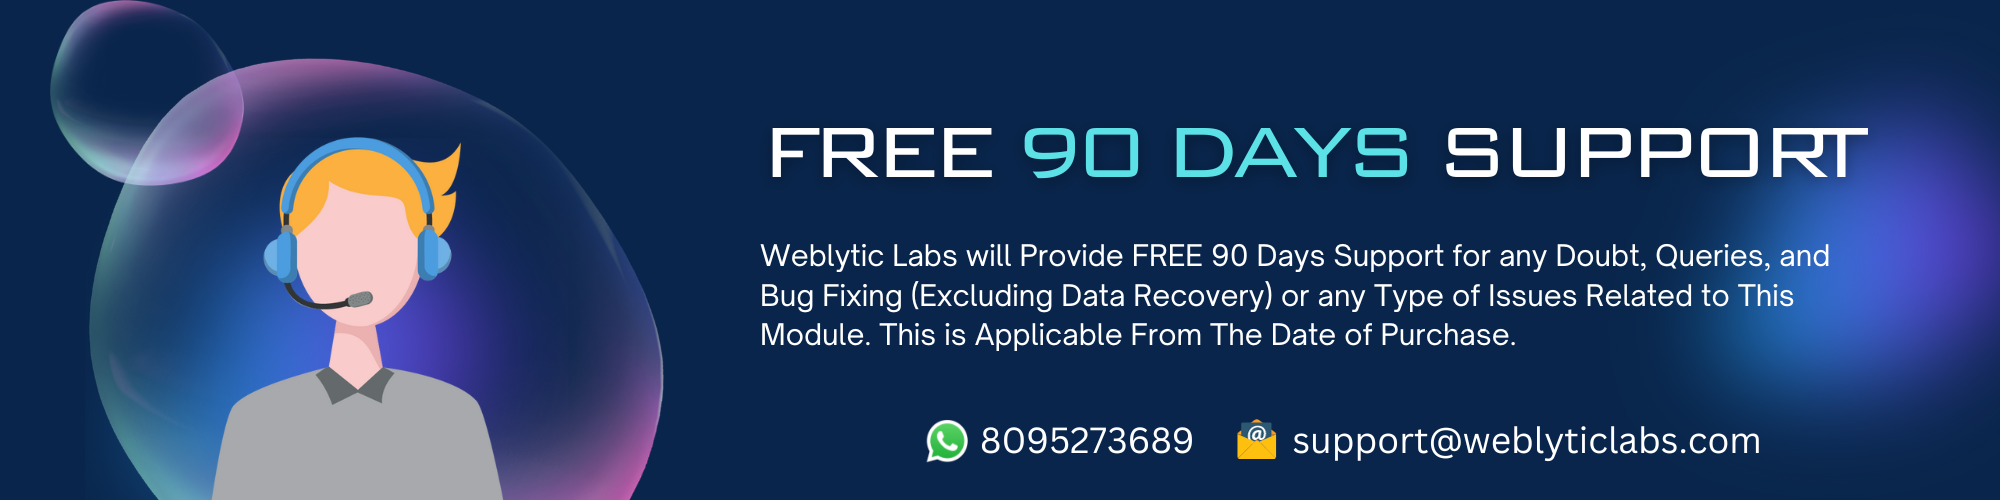 FREE 90 DAYS SUPPORT
Weblytic Labs will Provide FREE 90 Days Support for any Doubt, Queries, and
Bug Fixing (Excluding Data Recovery) or any Type of Issues Related to This
Module. This is Applicable From The Date of Purchase.
8095273689 @ support@weblyticlabs.com